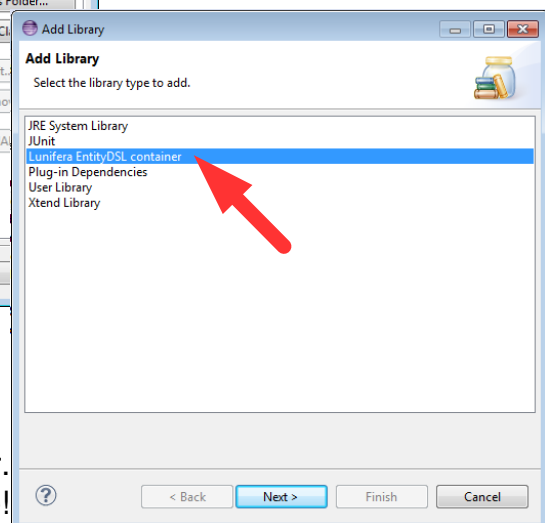 Folder...
Add Library
Add Library
Select the library type to add.
JRE System Library
JUnit
Lunifera EntityDSL container
Plug-in Dependencies
User Library
Xtend Library
?
< Back
Next >
Finish
Cancel
!